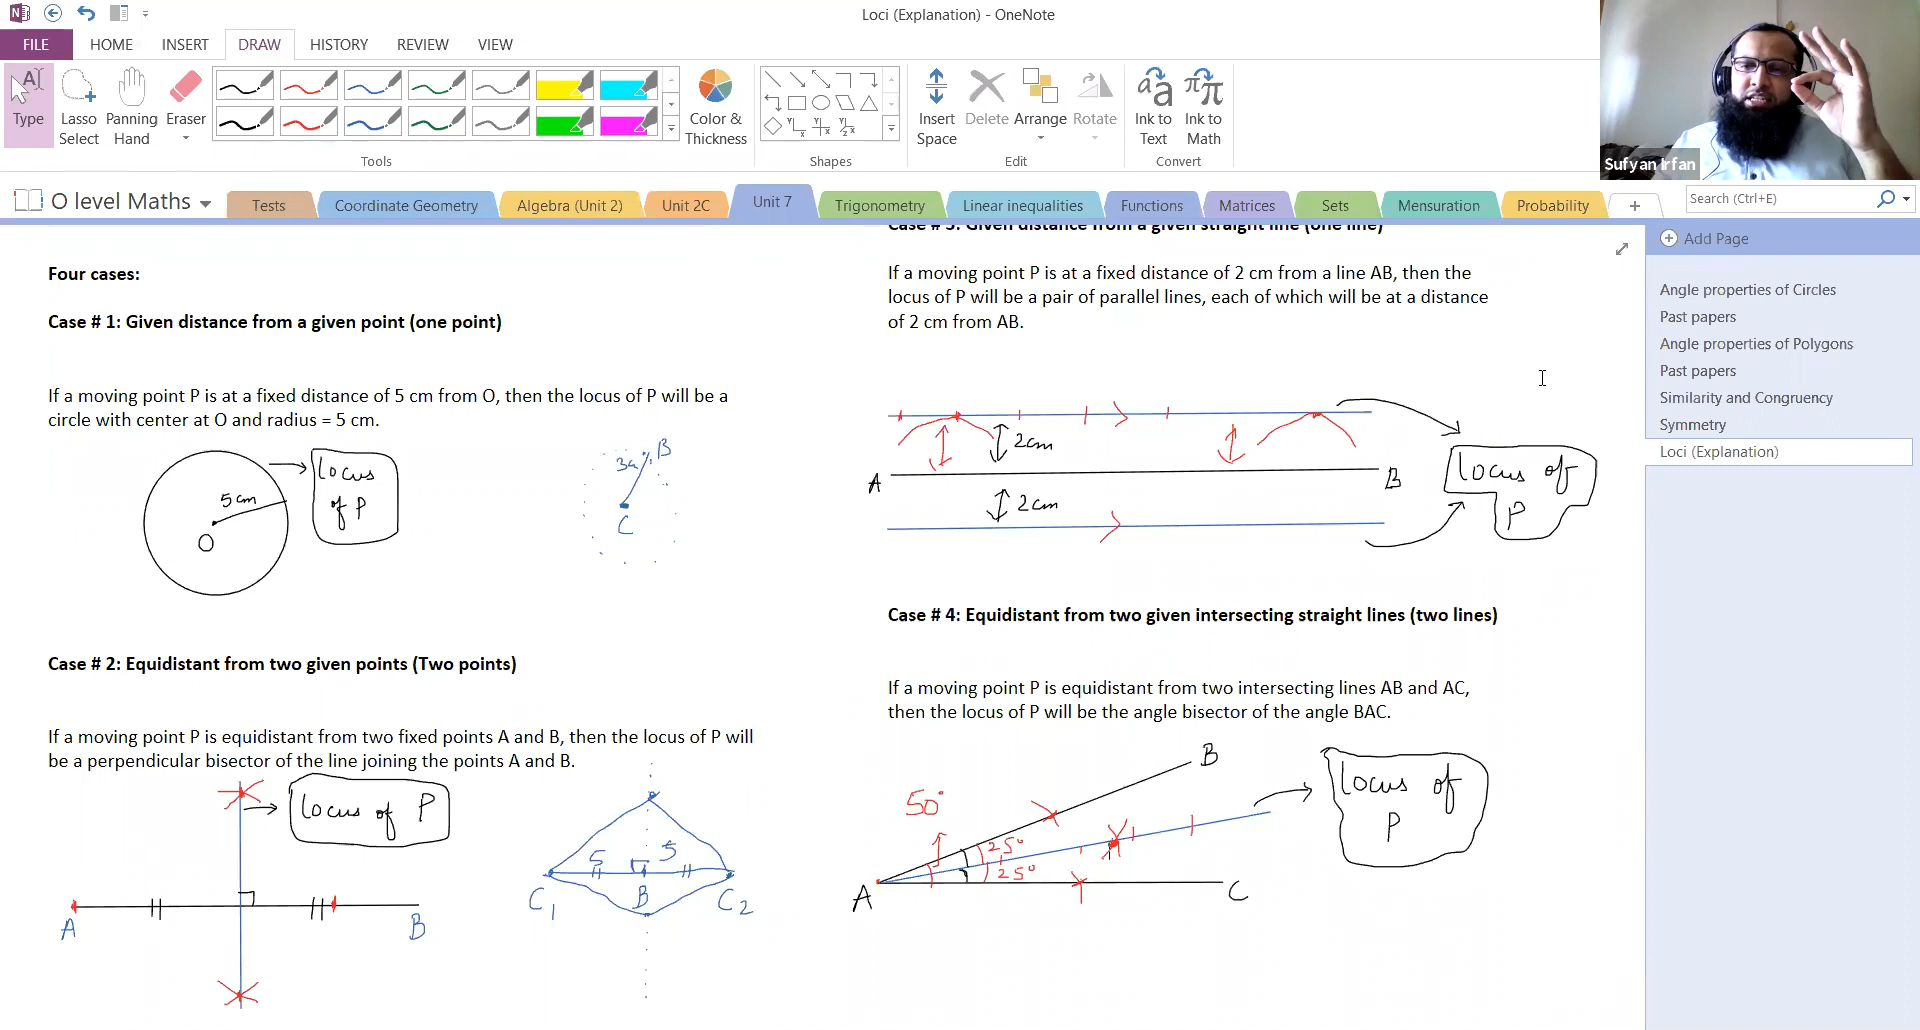 Loci (Explanation) - OneNote
FILE HOME INSERT DRAW HISTORY REVIEW VIEW
Type
Lasso Select
Panning Hand
Eraser
Color & Thickness
Insert Space
Delete
Arrange
Rotate
Ink to Text
Ink to Math
Tools
Shapes
Edit
Convert
Sufyan Irfan
O level Maths
Tests
Coordinate Geometry
Algebra (Unit 2)
Unit 2C
Unit 7
Trigonometry
Linear inequalities
Functions
Matrices
Sets
Mensuration
Probability
Search (Ctrl+E)
Add Page
Angle properties of Circles
Past papers
Angle properties of Polygons
Past papers
Similarity and Congruency
Symmetry
Loci (Explanation)
Four cases:
Case # 1: Given distance from a given point (one point)
If a moving point P is at a fixed distance of 5 cm from O, then the locus of P will be a
circle with center at O and radius = 5 cm.
5cm
O
Locus
of P
B
C
Case # 2: Equidistant from two given points (Two points)
If a moving point P is equidistant from two fixed points A and B, then the locus of P will
be a perpendicular bisector of the line joining the points A and B.
Locus of P
A
B
5 5
C1 B C2
Case # 3: Given distance from a given straight line (one line)
If a moving point P is at a fixed distance of 2 cm from a line AB, then the
locus of P will be a pair of parallel lines, each of which will be at a distance
of 2 cm from AB.
2cm
A
B
2cm
Locus of
P
Case # 4: Equidistant from two given intersecting straight lines (two lines)
If a moving point P is equidistant from two intersecting lines AB and AC,
then the locus of P will be the angle bisector of the angle BAC.
B
50°
25°
25°
A
C
Locus of
P